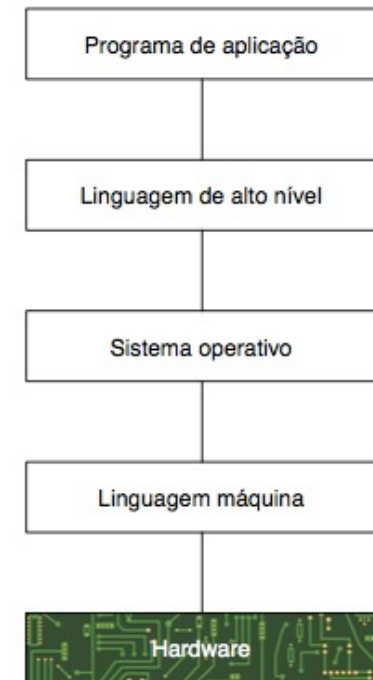 Programa de aplicação
Linguagem de alto nível
Sistema operativo
Linguagem máquina
Hardware